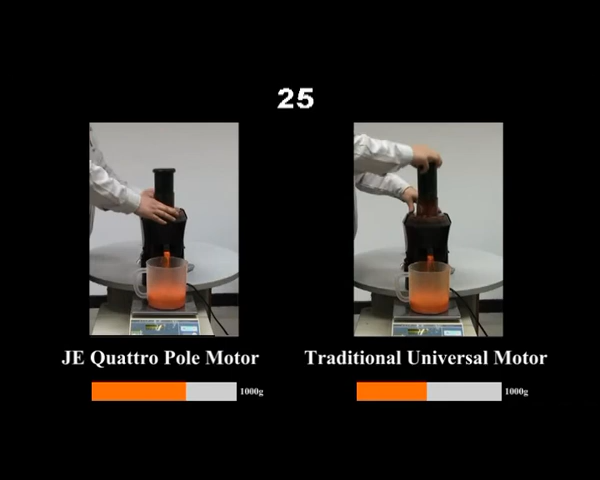 25
JE Quattro Pole Motor
Traditional Universal Motor
1000g
1000g